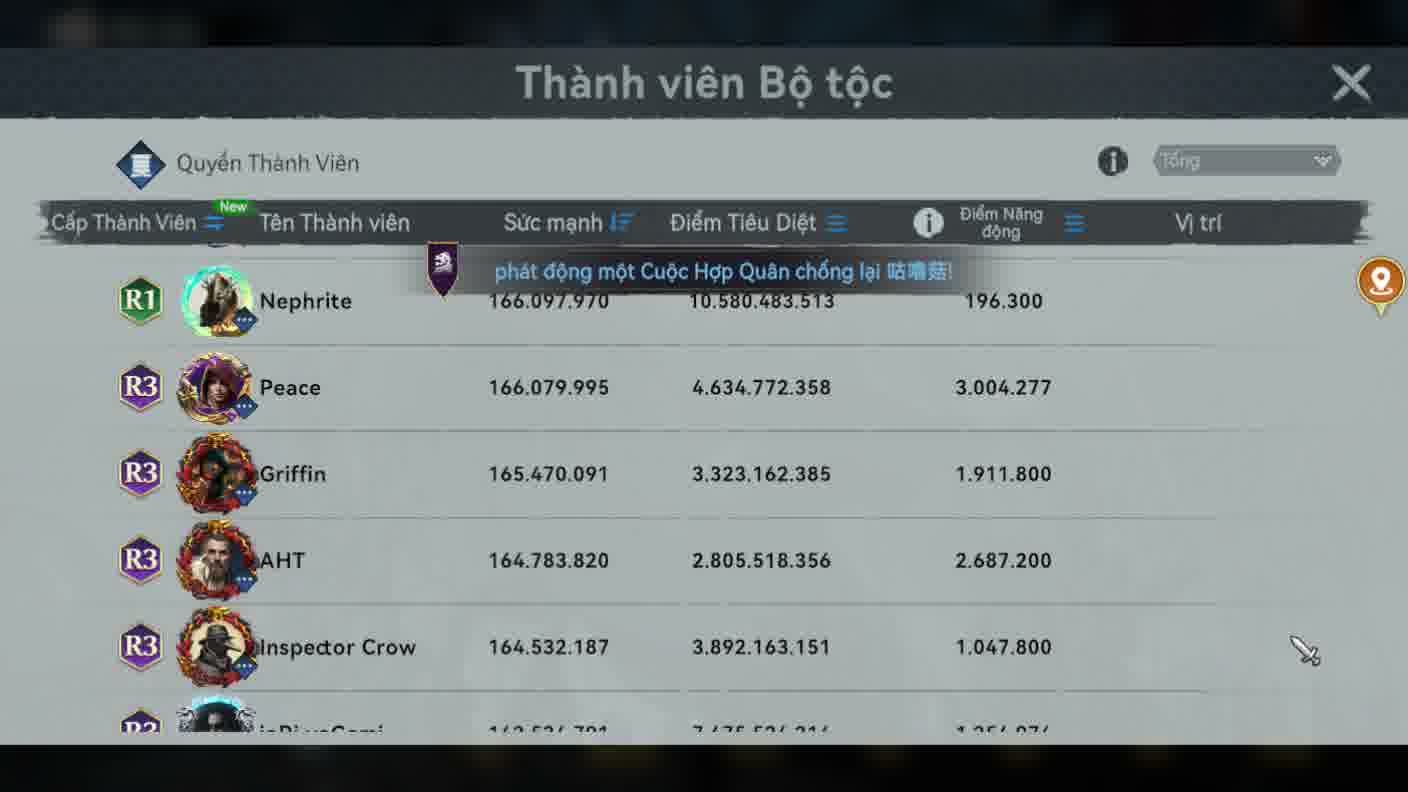 Thành viên Bộ tộc
Quyển Thành Viên
Tổng
New
Cấp Thành Viên Tên Thành viên Sức mạnh Điểm Tiêu Diệt Điểm Năng động Vị trí
phát động một Cuộc Hợp Quân chống lại 咕噜菇!
R1 Nephrite 166.097.970 10.580.483.513 196.300
R3 Peace 166.079.995 4.634.772.358 3.004.277
R3 Griffin 165.470.091 3.323.162.385 1.911.800
R3 AHT 164.783.820 2.805.518.356 2.687.200
R3 Inspector Crow 164.532.187 3.892.163.151 1.047.800